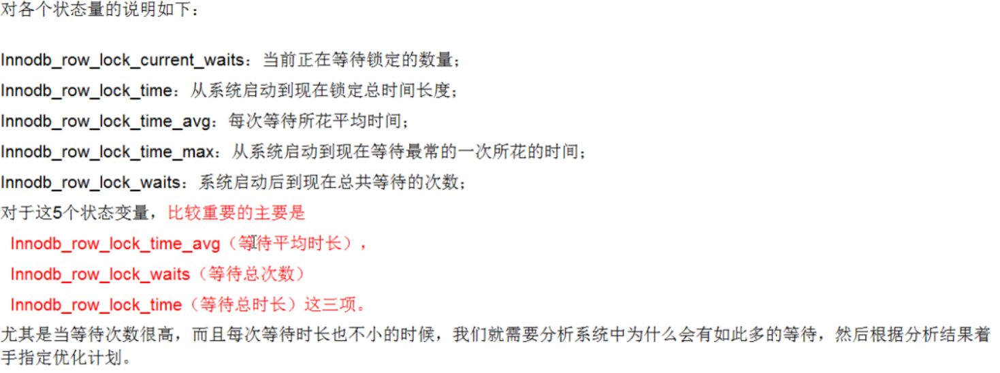 对各个状态量的说明如下：
Innodb_row_lock_current_waits：当前正在等待锁定的数量；
Innodb_row_lock_time：从系统启动到现在锁定总时间长度；
Innodb_row_lock_time_avg：每次等待所花平均时间；
Innodb_row_lock_time_max：从系统启动到现在等待最常的一次所花的时间；
Innodb_row_lock_waits：系统启动后到现在总共等待的次数；
对于这5个状态变量，比较重要的主要是
Innodb_row_lock_time_avg（等待平均时长），
Innodb_row_lock_waits（等待总次数）
Innodb_row_lock_time（等待总时长）这三项。
尤其是当等待次数很高，而且每次等待时长也不小的时候，我们就需要分析系统中为什么会有如此多的等待，然后根据分析结果着
手指定优化计划。